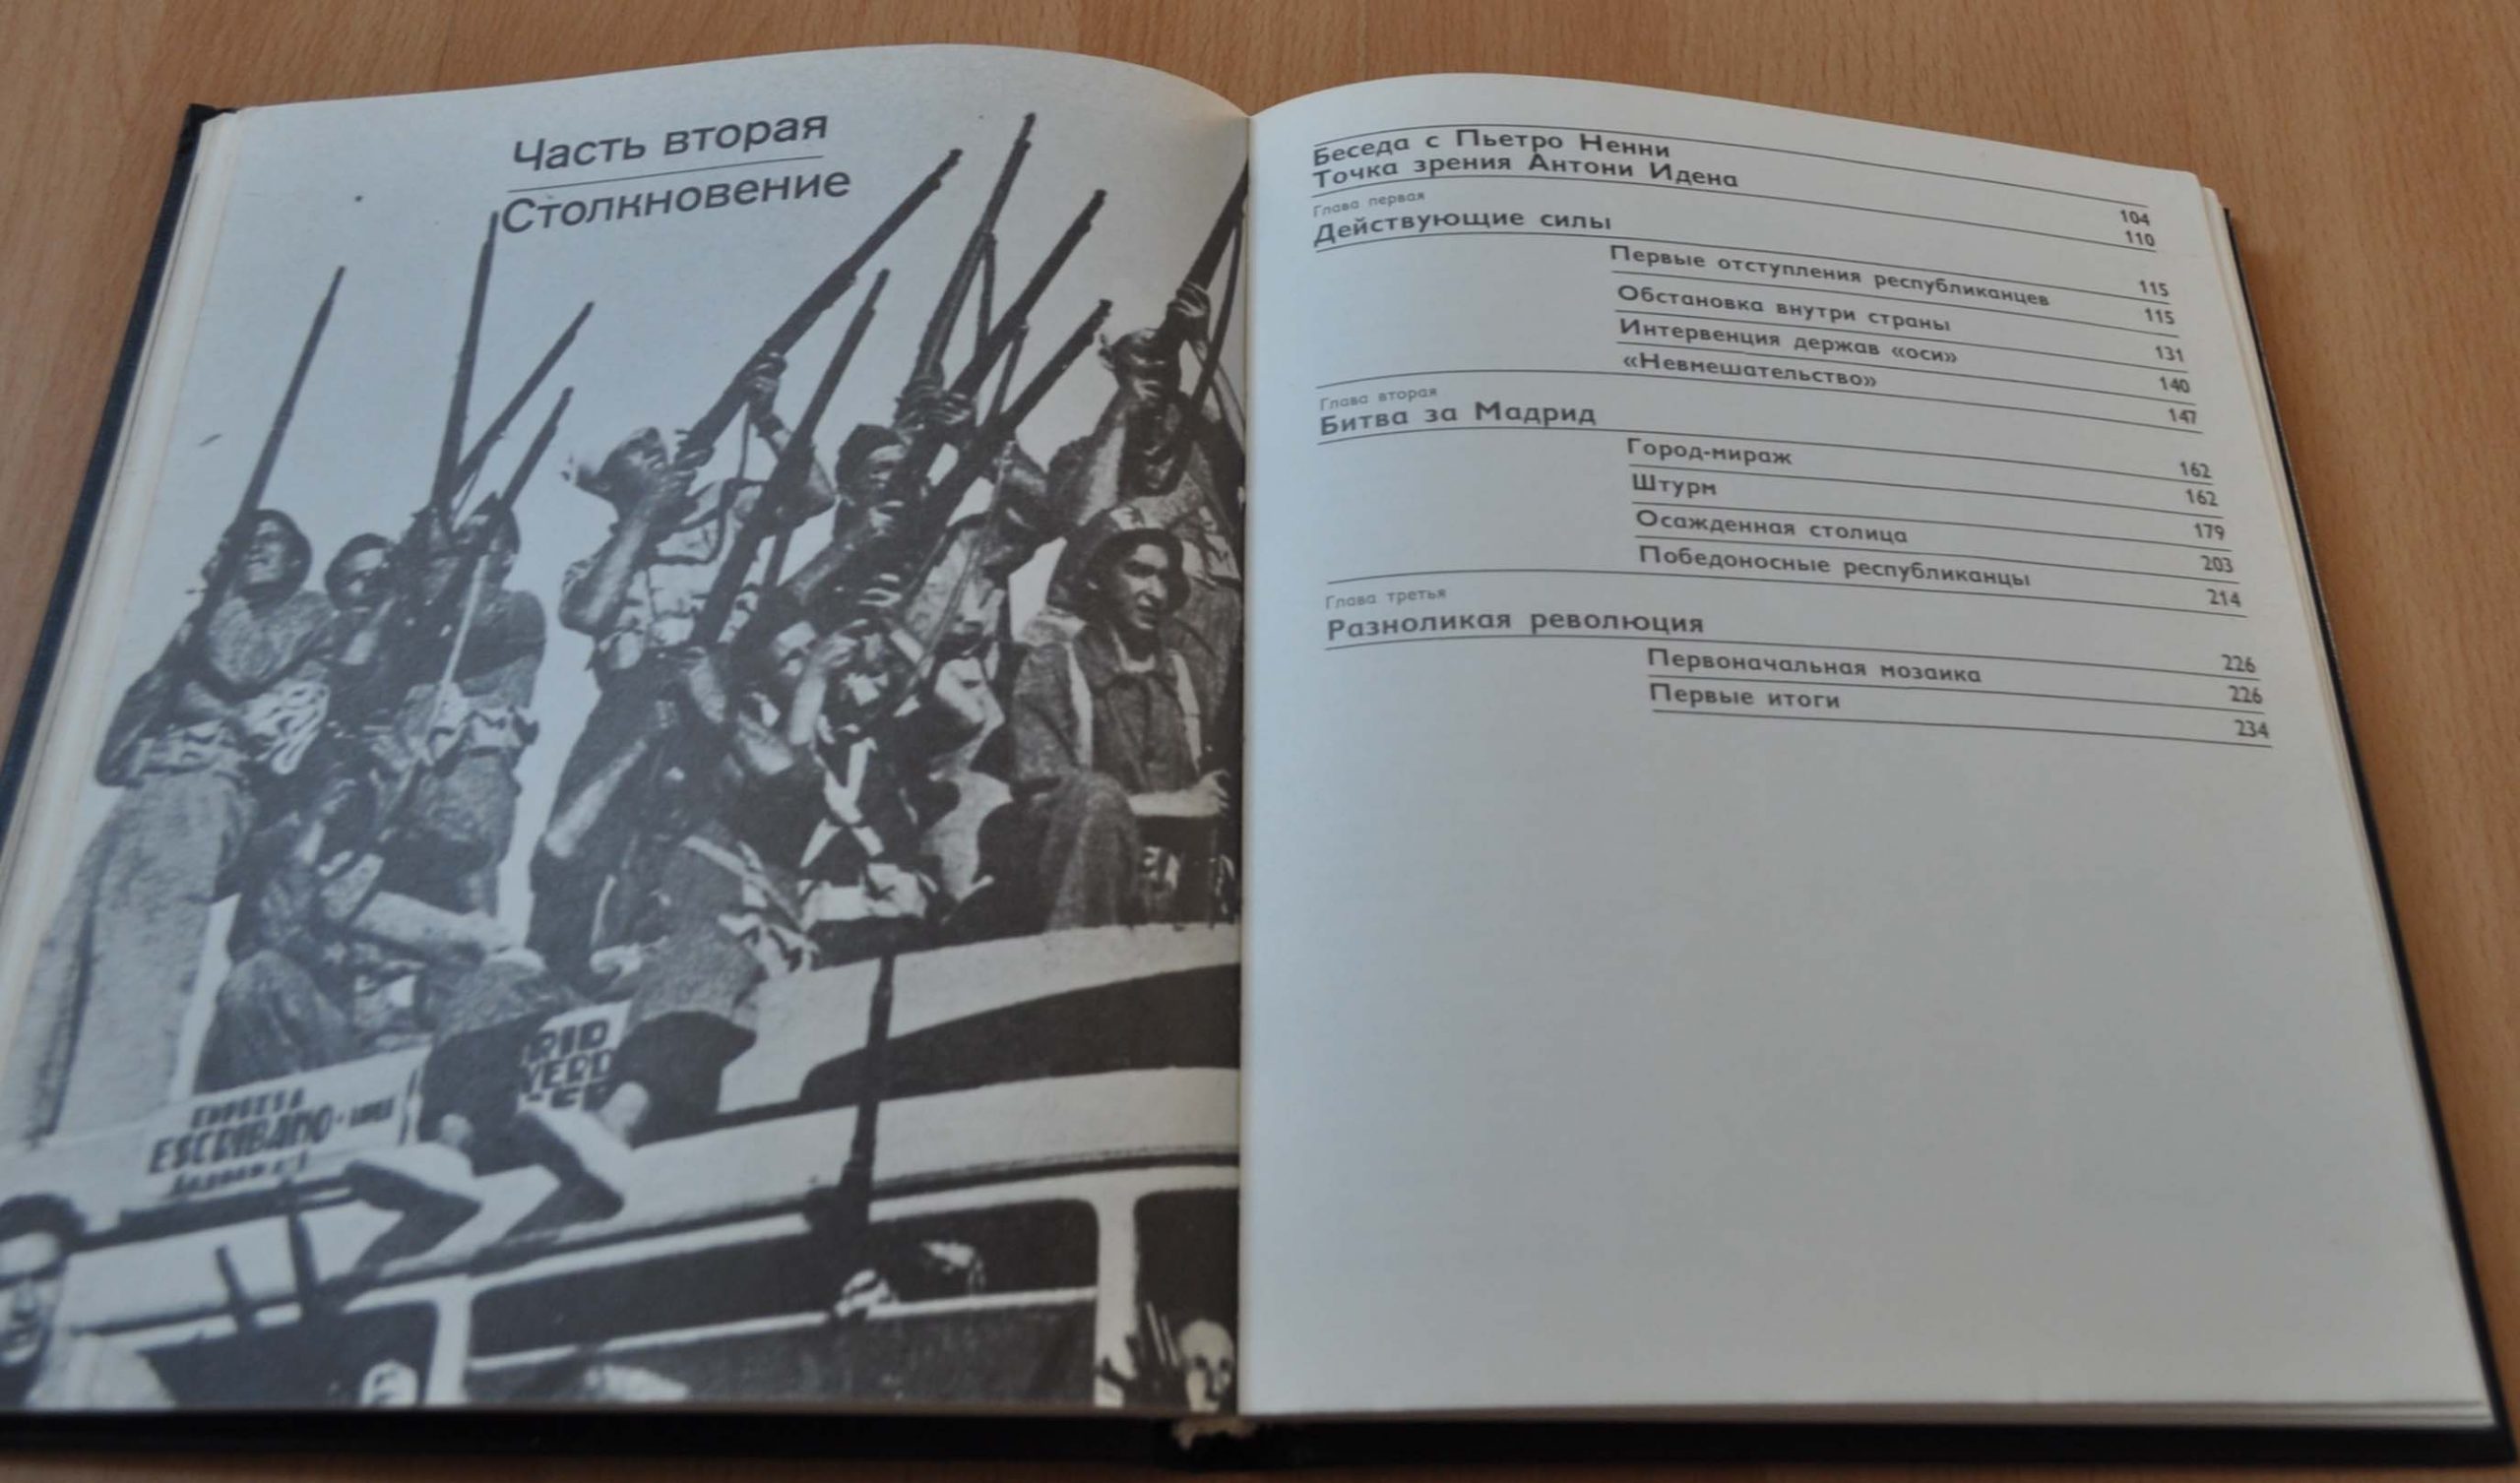 Часть вторая
Столкновение
RID
ESCRIBANO
Беседа с Пьетро Ненни 104
Точка зрения Антони Идена 110
Глава первая
Действующие силы 115
Первые отступления республиканцев 115
Обстановка внутри страны 131
Интервенция держав «оси» 140
«Невмешательство» 147
Глава вторая
Битва за Мадрид 162
Город-мираж 162
Штурм 179
Осажденная столица 203
Победоносные республиканцы 214
Глава третья
Разноликая революция 226
Первоначальная мозаика 226
Первые итоги 234